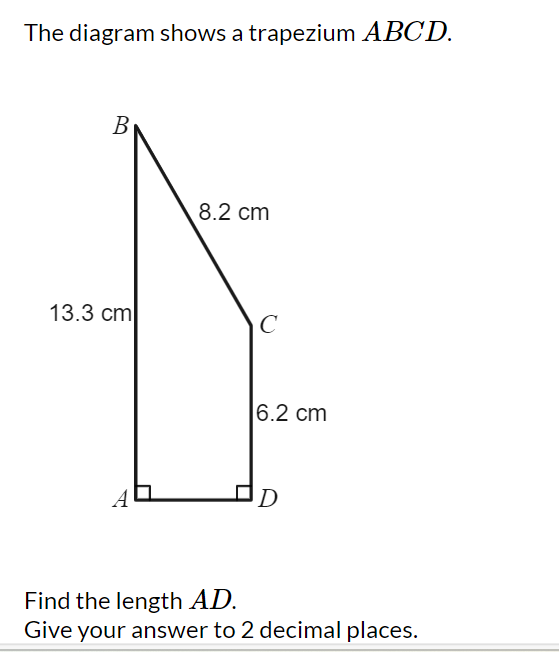 The diagram shows a trapezium ABCD.
B
8.2 cm
13.3 cm
C
6.2 cm
A
D
Find the length AD.
Give your answer to 2 decimal places.